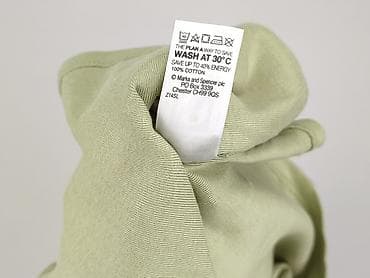 THE PLAN A WAY TO SAVE
WASH AT 30°C
SAVE UP TO 40% ENERGY
100% COTTON
© Marks and Spencer plc
PO Box 3339
Chester CH99 9QS
Z14SL